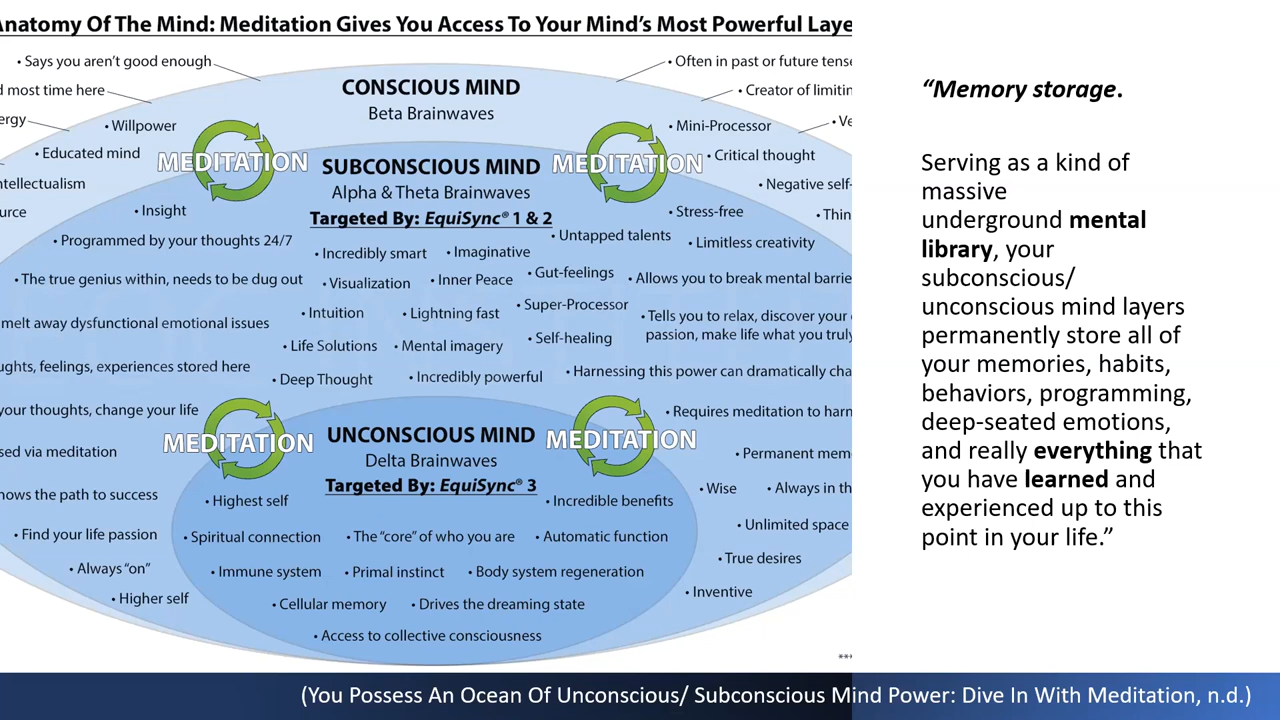 Anatomy Of The Mind: Meditation Gives You Access To Your Mind's Most Powerful Laye
• Says you aren't good enough
• Often in past or future tense
CONSCIOUS MIND
d most time here
• Creator of limitin
Beta Brainwaves
ergy
• Willpower
• Mini-Processor
• Ve
• Educated mind
MEDITATION
SUBCONSCIOUS MIND
MEDITATION
• Critical thought
ntellectualism
Alpha & Theta Brainwaves
• Negative self-
urce
• Insight
Targeted By: EquiSync® 1 & 2
• Stress-free
• Thin
• Programmed by your thoughts 24/7
• Incredibly smart
• Imaginative
• Untapped talents
• Limitless creativity
• The true genius within, needs to be dug out
• Visualization
• Inner Peace
• Gut-feelings
• Allows you to break mental barrie
• Intuition
• Lightning fast
• Super-Processor
melt away dysfunctional emotional issues
• Tells you to relax, discover your
passion, make life what you truly
• Life Solutions
• Mental imagery
• Self-healing
ughts, feelings, experiences stored here
• Deep Thought
• Incredibly powerful
• Harnessing this power can dramatically cha
your thoughts, change your life
• Requires meditation to harn
MEDITATION
UNCONSCIOUS MIND
MEDITATION
sed via meditation
Delta Brainwaves
• Permanent mem
Targeted By: EquiSync® 3
nows the path to success
• Highest self
• Incredible benefits
• Wise
• Always in th
• Find your life passion
• Spiritual connection
• The "core" of who you are
• Automatic function
• Unlimited space
• Always "on"
• Immune system
• Primal instinct
• Body system regeneration
• True desires
• Higher self
• Cellular memory
• Drives the dreaming state
• Inventive
• Access to collective consciousness
***
"Memory storage.
Serving as a kind of
massive
underground mental
library, your
subconscious/
unconscious mind layers
permanently store all of
your memories, habits,
behaviors, programming,
deep-seated emotions,
and really everything that
you have learned and
experienced up to this
point in your life."
(You Possess An Ocean Of Unconscious/ Subconscious Mind Power: Dive In With Meditation, n.d.)